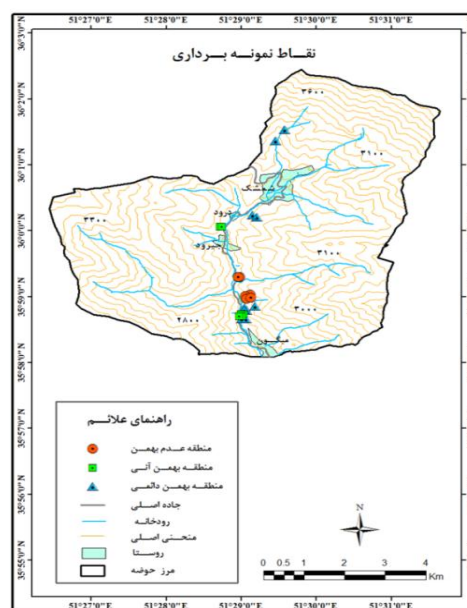 51°27'0"E 51°28'0"E 51°29'0"E 51°30'0"E 51°31'0"E
نقاط نمونه برداری
36°3'0"N
36°2'0"N
36°1'0"N
36°0'0"N
35°59'0"N
35°58'0"N
35°57'0"N
35°56'0"N
35°55'0"N
۳۶۰۰
۳۱۰۰
شمشک
درود
۳۳۰۰
جیرود
۳۱۰۰
۳۰۰۰
۲۸۰۰
میگون
راهنمای علائم
منطقه عدم بهمن
منطقه بهمن آنی
منطقه بهمن دائمی
جاده اصلی
رودخانه
منحنی اصلی
روستا
مرز حوضه
N
0 0.5 1 2 3 4
Km
51°27'0"E 51°28'0"E 51°29'0"E 51°30'0"E 51°31'0"E